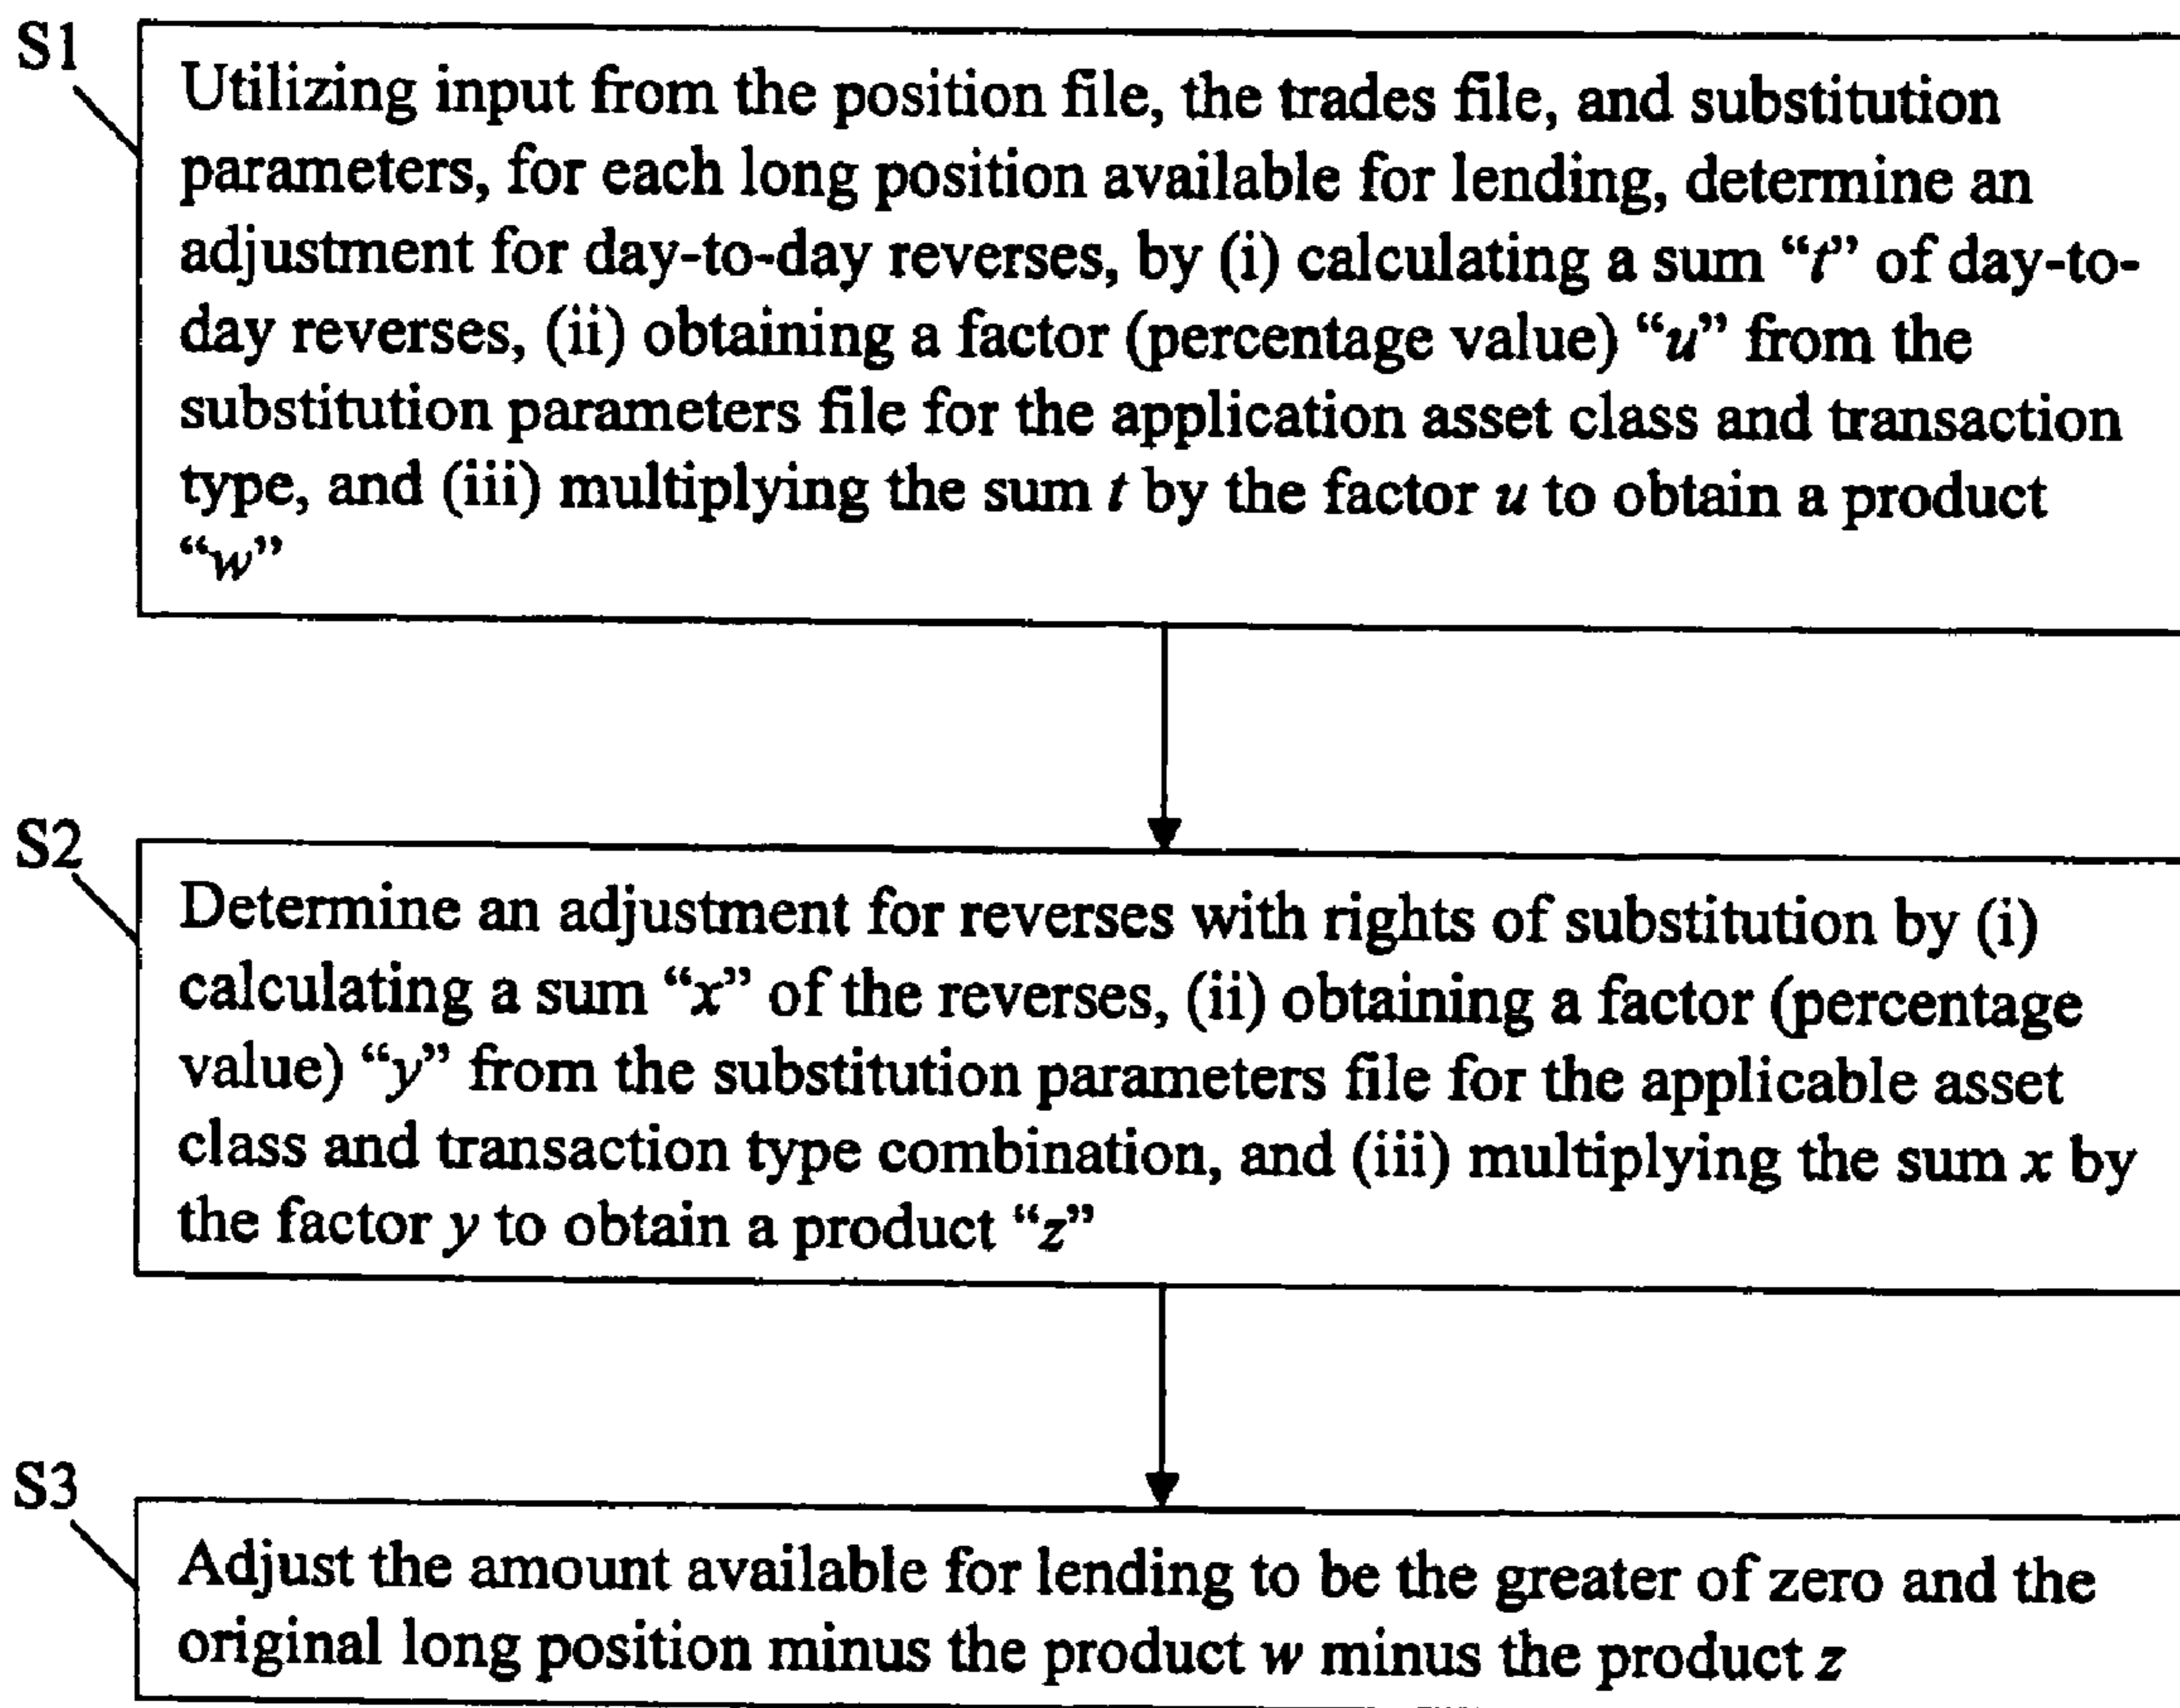 S1
Utilizing input from the position file, the trades file, and substitution
parameters, for each long position available for lending, determine an
adjustment for day-to-day reverses, by (i) calculating a sum “t” of day-to-
day reverses, (ii) obtaining a factor (percentage value) “u” from the
substitution parameters file for the application asset class and transaction
type, and (iii) multiplying the sum t by the factor u to obtain a product
“w”
S2
Determine an adjustment for reverses with rights of substitution by (i)
calculating a sum “x” of the reverses, (ii) obtaining a factor (percentage
value) “y” from the substitution parameters file for the applicable asset
class and transaction type combination, and (iii) multiplying the sum x by
the factor y to obtain a product “z”
S3
Adjust the amount available for lending to be the greater of zero and the
original long position minus the product w minus the product z